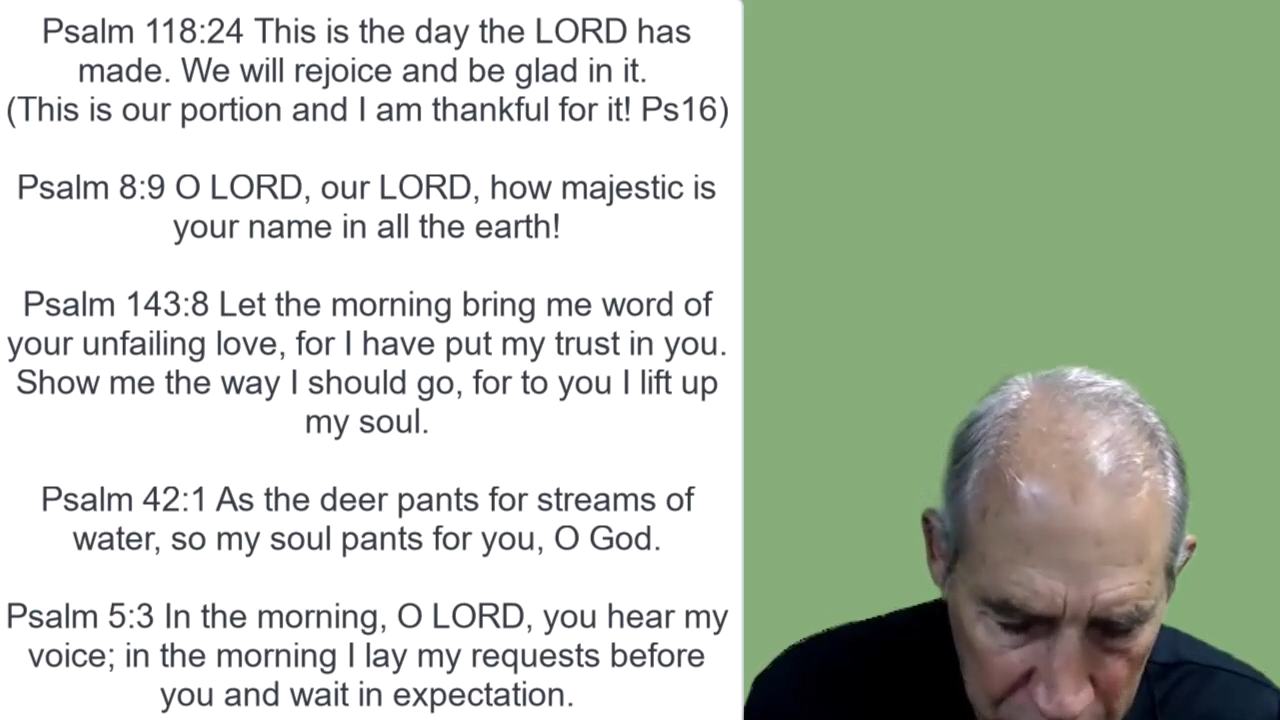 Psalm 118:24 This is the day the LORD has
made. We will rejoice and be glad in it.
(This is our portion and I am thankful for it! Ps16)
Psalm 8:9 O LORD, our LORD, how majestic is
your name in all the earth!
Psalm 143:8 Let the morning bring me word of
your unfailing love, for I have put my trust in you.
Show me the way I should go, for to you I lift up
my soul.
Psalm 42:1 As the deer pants for streams of
water, so my soul pants for you, O God.
Psalm 5:3 In the morning, O LORD, you hear my
voice; in the morning I lay my requests before
you and wait in expectation.